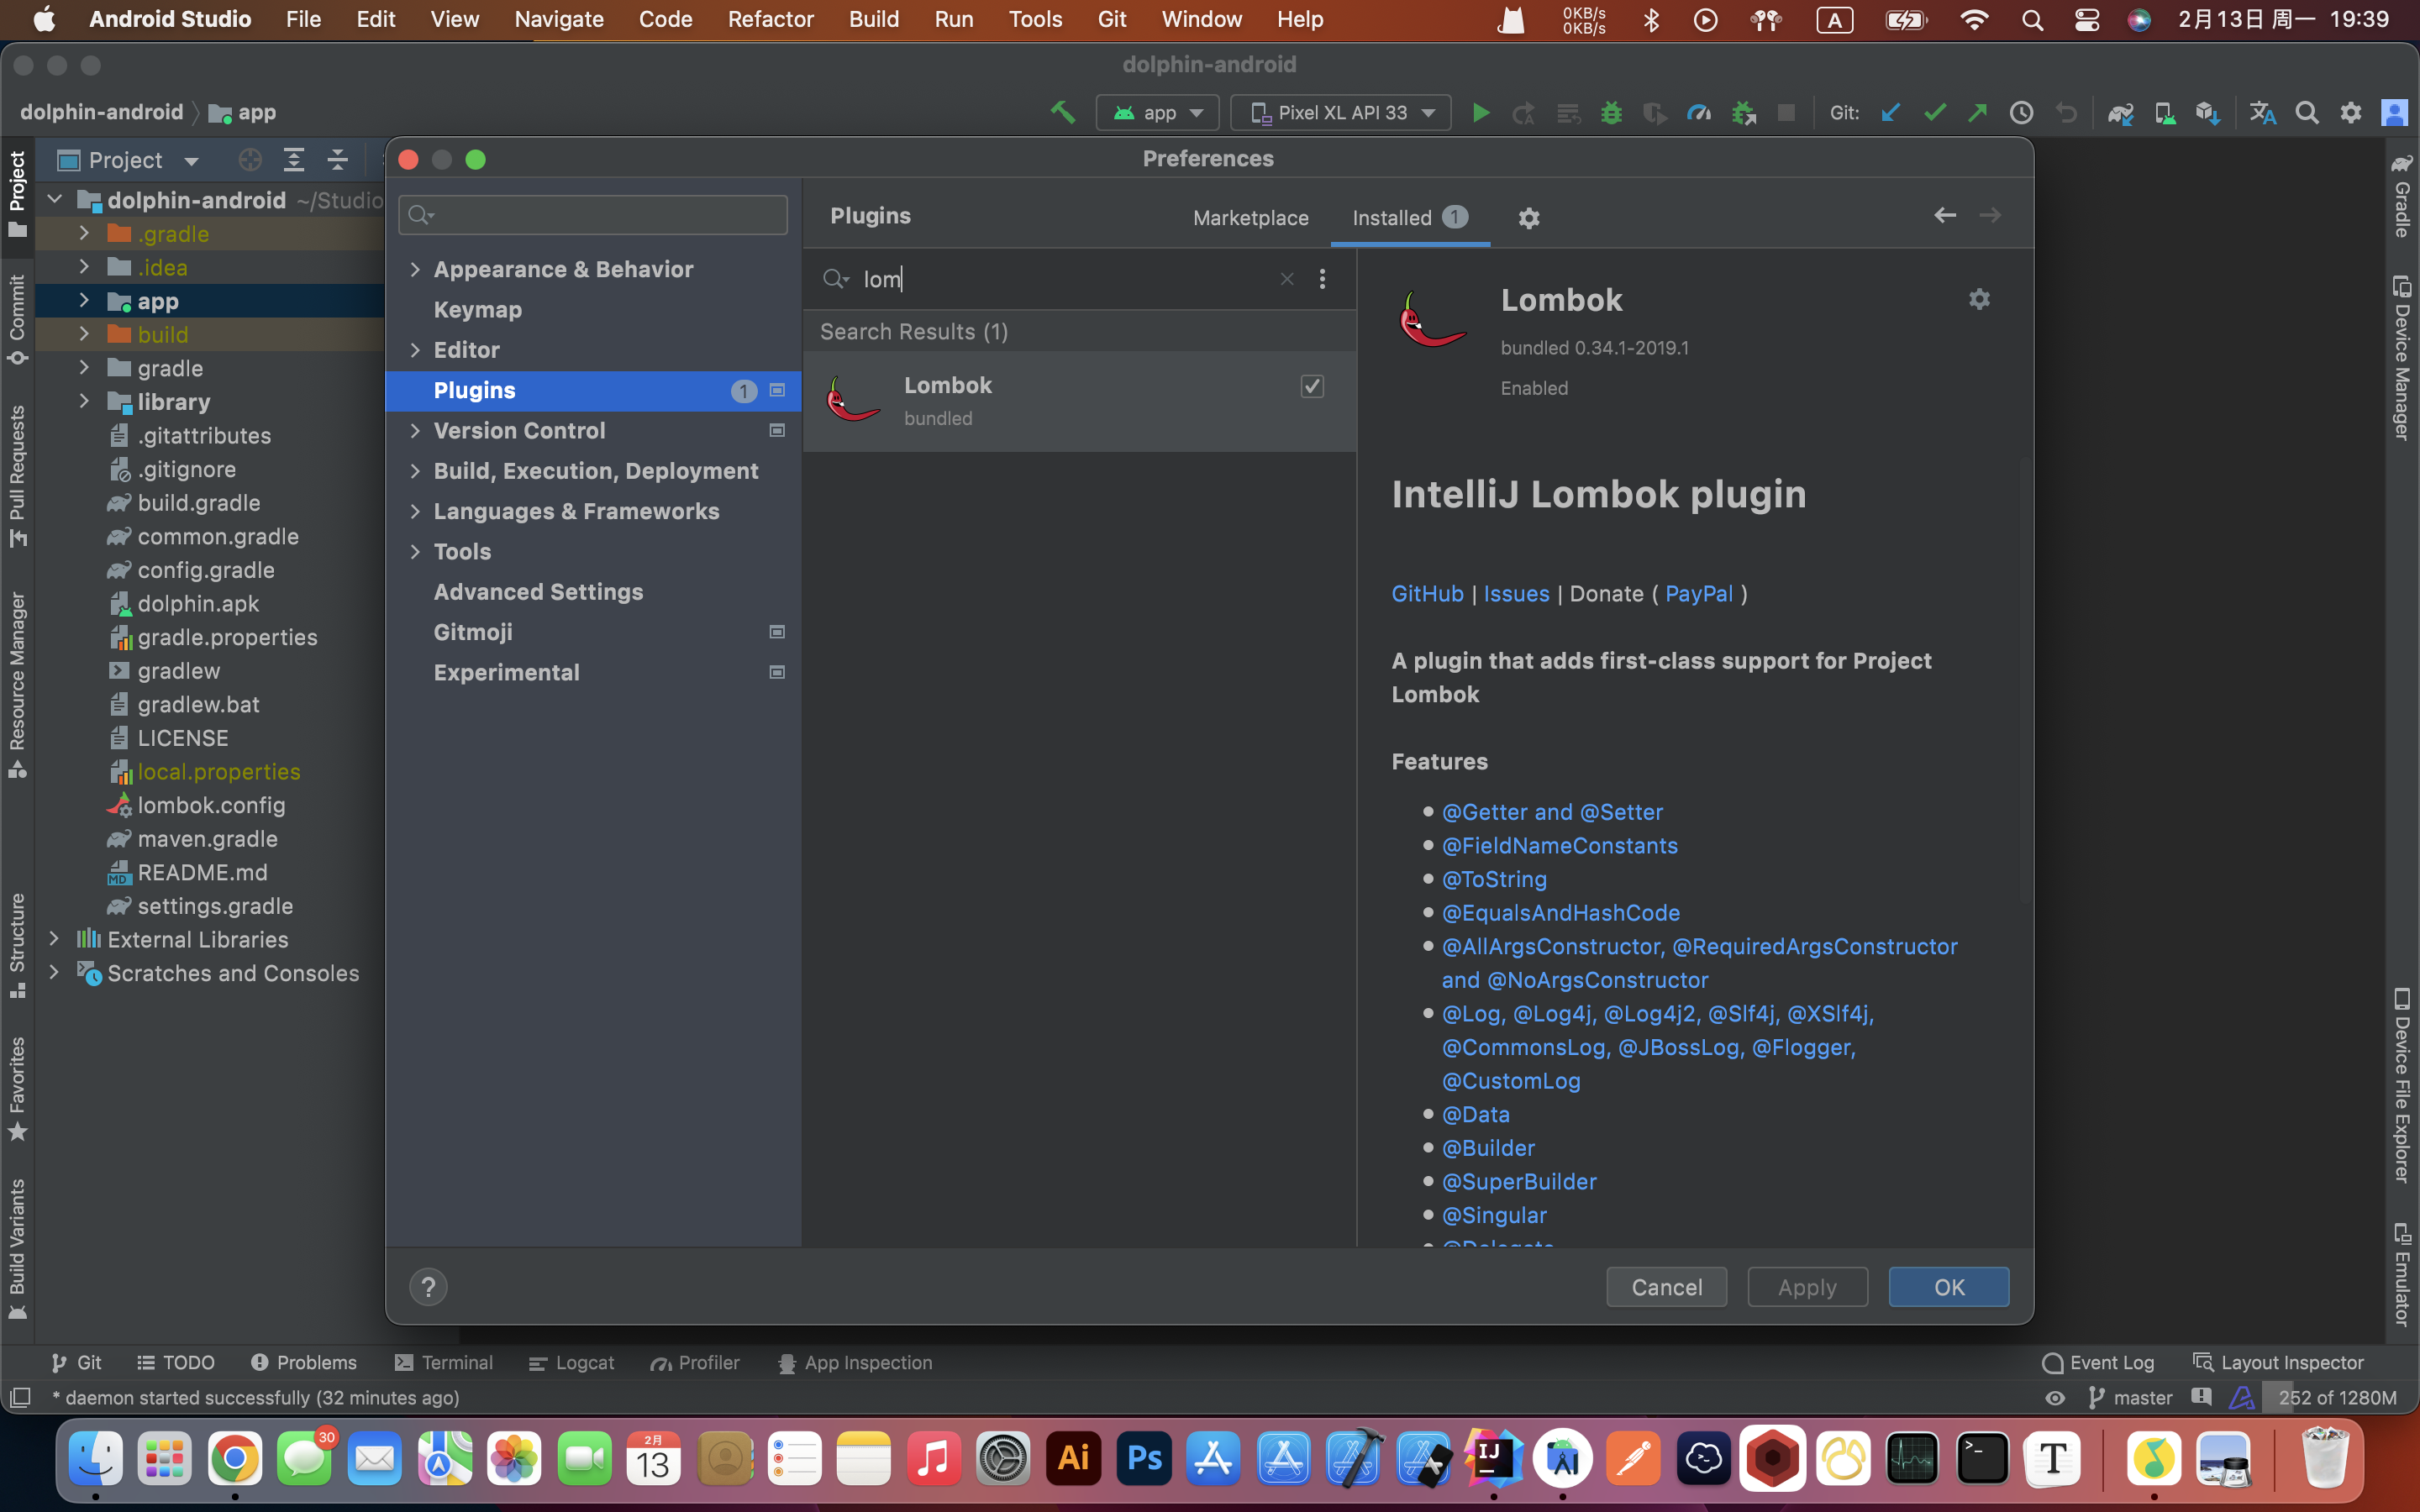 Android Studio File Edit View Navigate Code Refactor Build Run Tools Git Window Help 0KB/s 0KB/s A 2月13日 周一 19:39
dolphin-android
dolphin-android app app Pixel XL API 33 Git:
Project
Commit
Pull Requests
Resource Manager
Structure
Favorites
Build Variants
Project
dolphin-android ~/Studio
.gradle
.idea
app
build
gradle
library
.gitattributes
.gitignore
build.gradle
common.gradle
config.gradle
dolphin.apk
gradle.properties
gradlew
gradlew.bat
LICENSE
local.properties
lombok.config
maven.gradle
README.md
settings.gradle
External Libraries
Scratches and Consoles
Preferences
Appearance & Behavior
Keymap
Editor
Plugins 1
Version Control
Build, Execution, Deployment
Languages & Frameworks
Tools
Advanced Settings
Gitmoji
Experimental
Plugins Marketplace Installed 1
lom
Search Results (1)
Lombok
bundled
Lombok
bundled 0.34.1-2019.1
Enabled
IntelliJ Lombok plugin
GitHub | Issues | Donate ( PayPal )
A plugin that adds first-class support for Project
Lombok
Features
@Getter and @Setter
@FieldNameConstants
@ToString
@EqualsAndHashCode
@AllArgsConstructor, @RequiredArgsConstructor
and @NoArgsConstructor
@Log, @Log4j, @Log4j2, @Slf4j, @XSlf4j,
@CommonsLog, @JBossLog, @Flogger,
@CustomLog
@Data
@Builder
@SuperBuilder
@Singular
@Delegate
? Cancel Apply OK
Gradle
Device Manager
Device File Explorer
Emulator
Git TODO Problems Terminal Logcat Profiler App Inspection Event Log Layout Inspector
* daemon started successfully (32 minutes ago) master 252 of 1280M
30 2月 13 Ai Ps IJ T